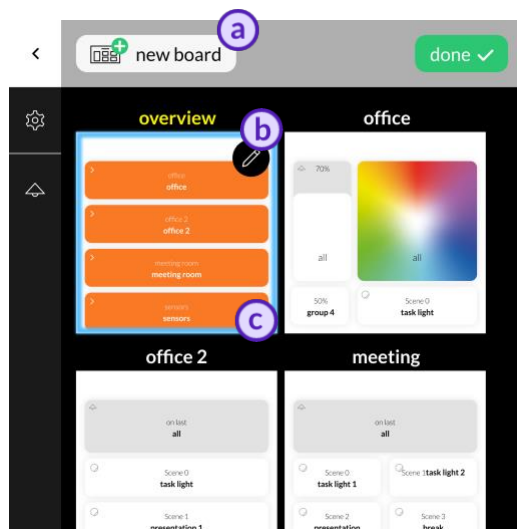 a
new board
done
overview
b
office
office
office
office 2
office 2
meeting room
meeting room
sensors
sensors
c
70%
all
all
50%
group 4
Scene 0
task light
office 2
meeting
on last
all
Scene 0
task light
Scene 1
presentation 1
on last
all
Scene 0
task light 1
Scene 1 task light 2
Scene 2
presentation
Scene 3
break